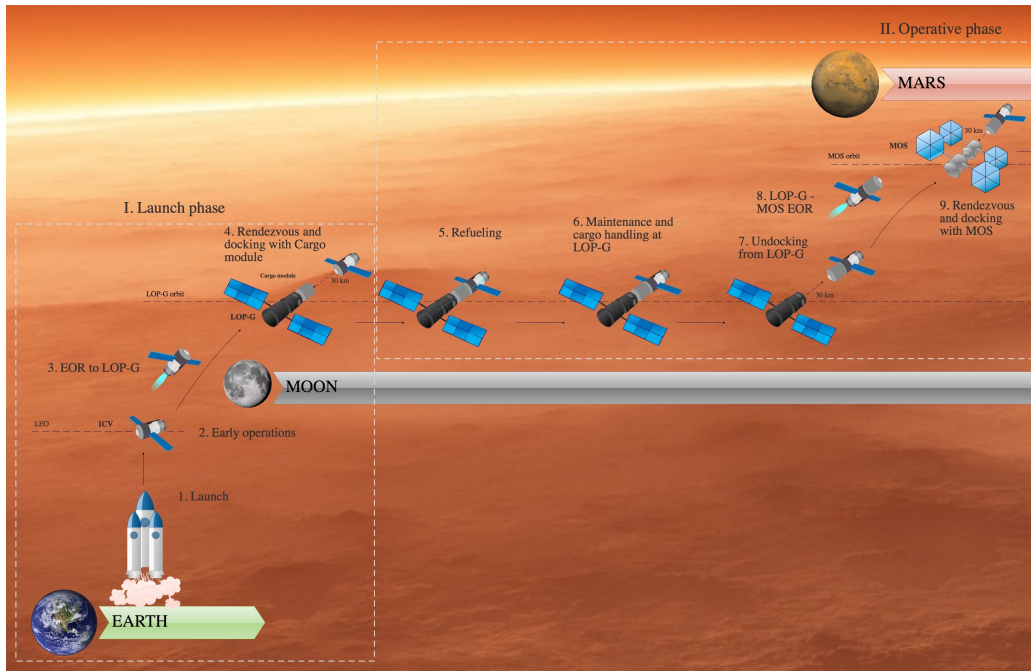 II. Operative phase
MARS
30 km
MOS
MOS orbit
8. LOP-G -
MOS EOR
9. Rendezvous
and docking
with MOS
I. Launch phase
4. Rendezvous and
docking with Cargo
module
Cargo module
30 km
LOP-G orbit
LOP-G
5. Refueling
6. Maintenance and
cargo handling at
LOP-G
7. Undocking
from LOP-G
30 km
3. EOR to LOP-G
MOON
LEO
ICV
2. Early operations
1. Launch
EARTH